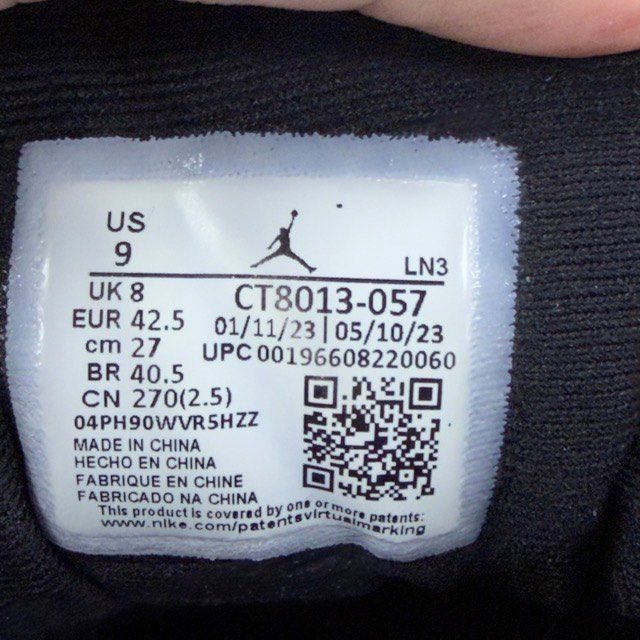 US
9
LN3
UK 8
CT8013-057
EUR 42.5
01/11/23 | 05/10/23
cm 27
UPC 00196608220060
BR 40.5
CN 270(2.5)
04PH90WVR5HZZ
MADE IN CHINA
HECHO EN CHINA
FABRIQUE EN CHINE
FABRICADO NA CHINA
This product is covered by one or more patents:
www.nike.com/patentsvirtualmarking